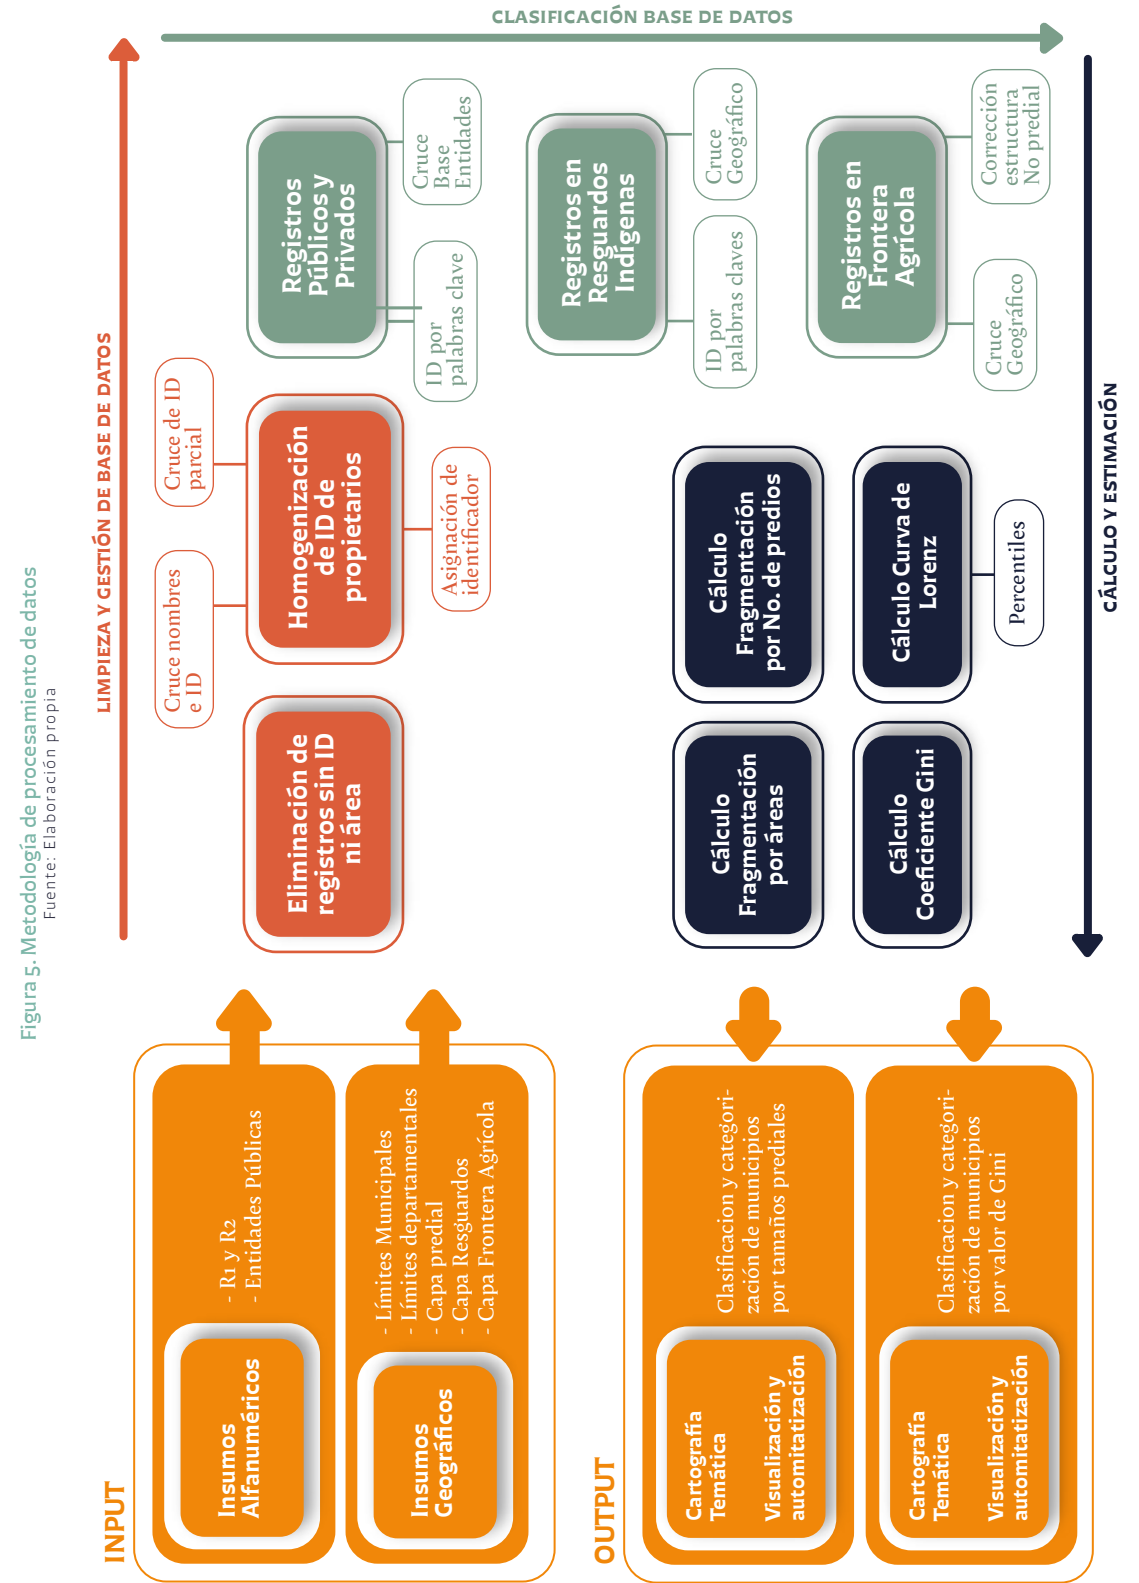 Figura 5. Metodología de procesamiento de datos
Fuente: Elaboración propia
INPUT
Insumos
Alfanuméricos
- R1 y R2
- Entidades Públicas
Insumos
Geográficos
- Límites Municipales
- Límites departamentales
- Capa predial
- Capa Resguardos
- Capa Frontera Agrícola
LIMPIEZA Y GESTIÓN DE BASE DE DATOS
Eliminación de
registros sin ID
ni área
Cruce nombres
e ID
Cruce de ID
parcial
Homogenización
de ID de
propietarios
Asignación de
identificador
CLASIFICACIÓN BASE DE DATOS
Registros
Públicos y
Privados
ID por
palabras clave
Cruce
Base
Entidades
Registros en
Resguardos
Indígenas
ID por
palabras claves
Cruce
Geográfico
Registros en
Frontera
Agrícola
Cruce
Geográfico
Corrección
estructura
No predial
CÁLCULO Y ESTIMACIÓN
Cálculo
Fragmentación
por áreas
Cálculo
Fragmentación
por No. de predios
Cálculo
Coeficiente Gini
Cálculo Curva de
Lorenz
Percentiles
OUTPUT
Cartografía
Temática
Visualización y
automitatización
Clasificacion y categori-
zación de municipios
por tamaños prediales
Cartografía
Temática
Visualización y
automitatización
Clasificacion y categori-
zación de municipios
por valor de Gini